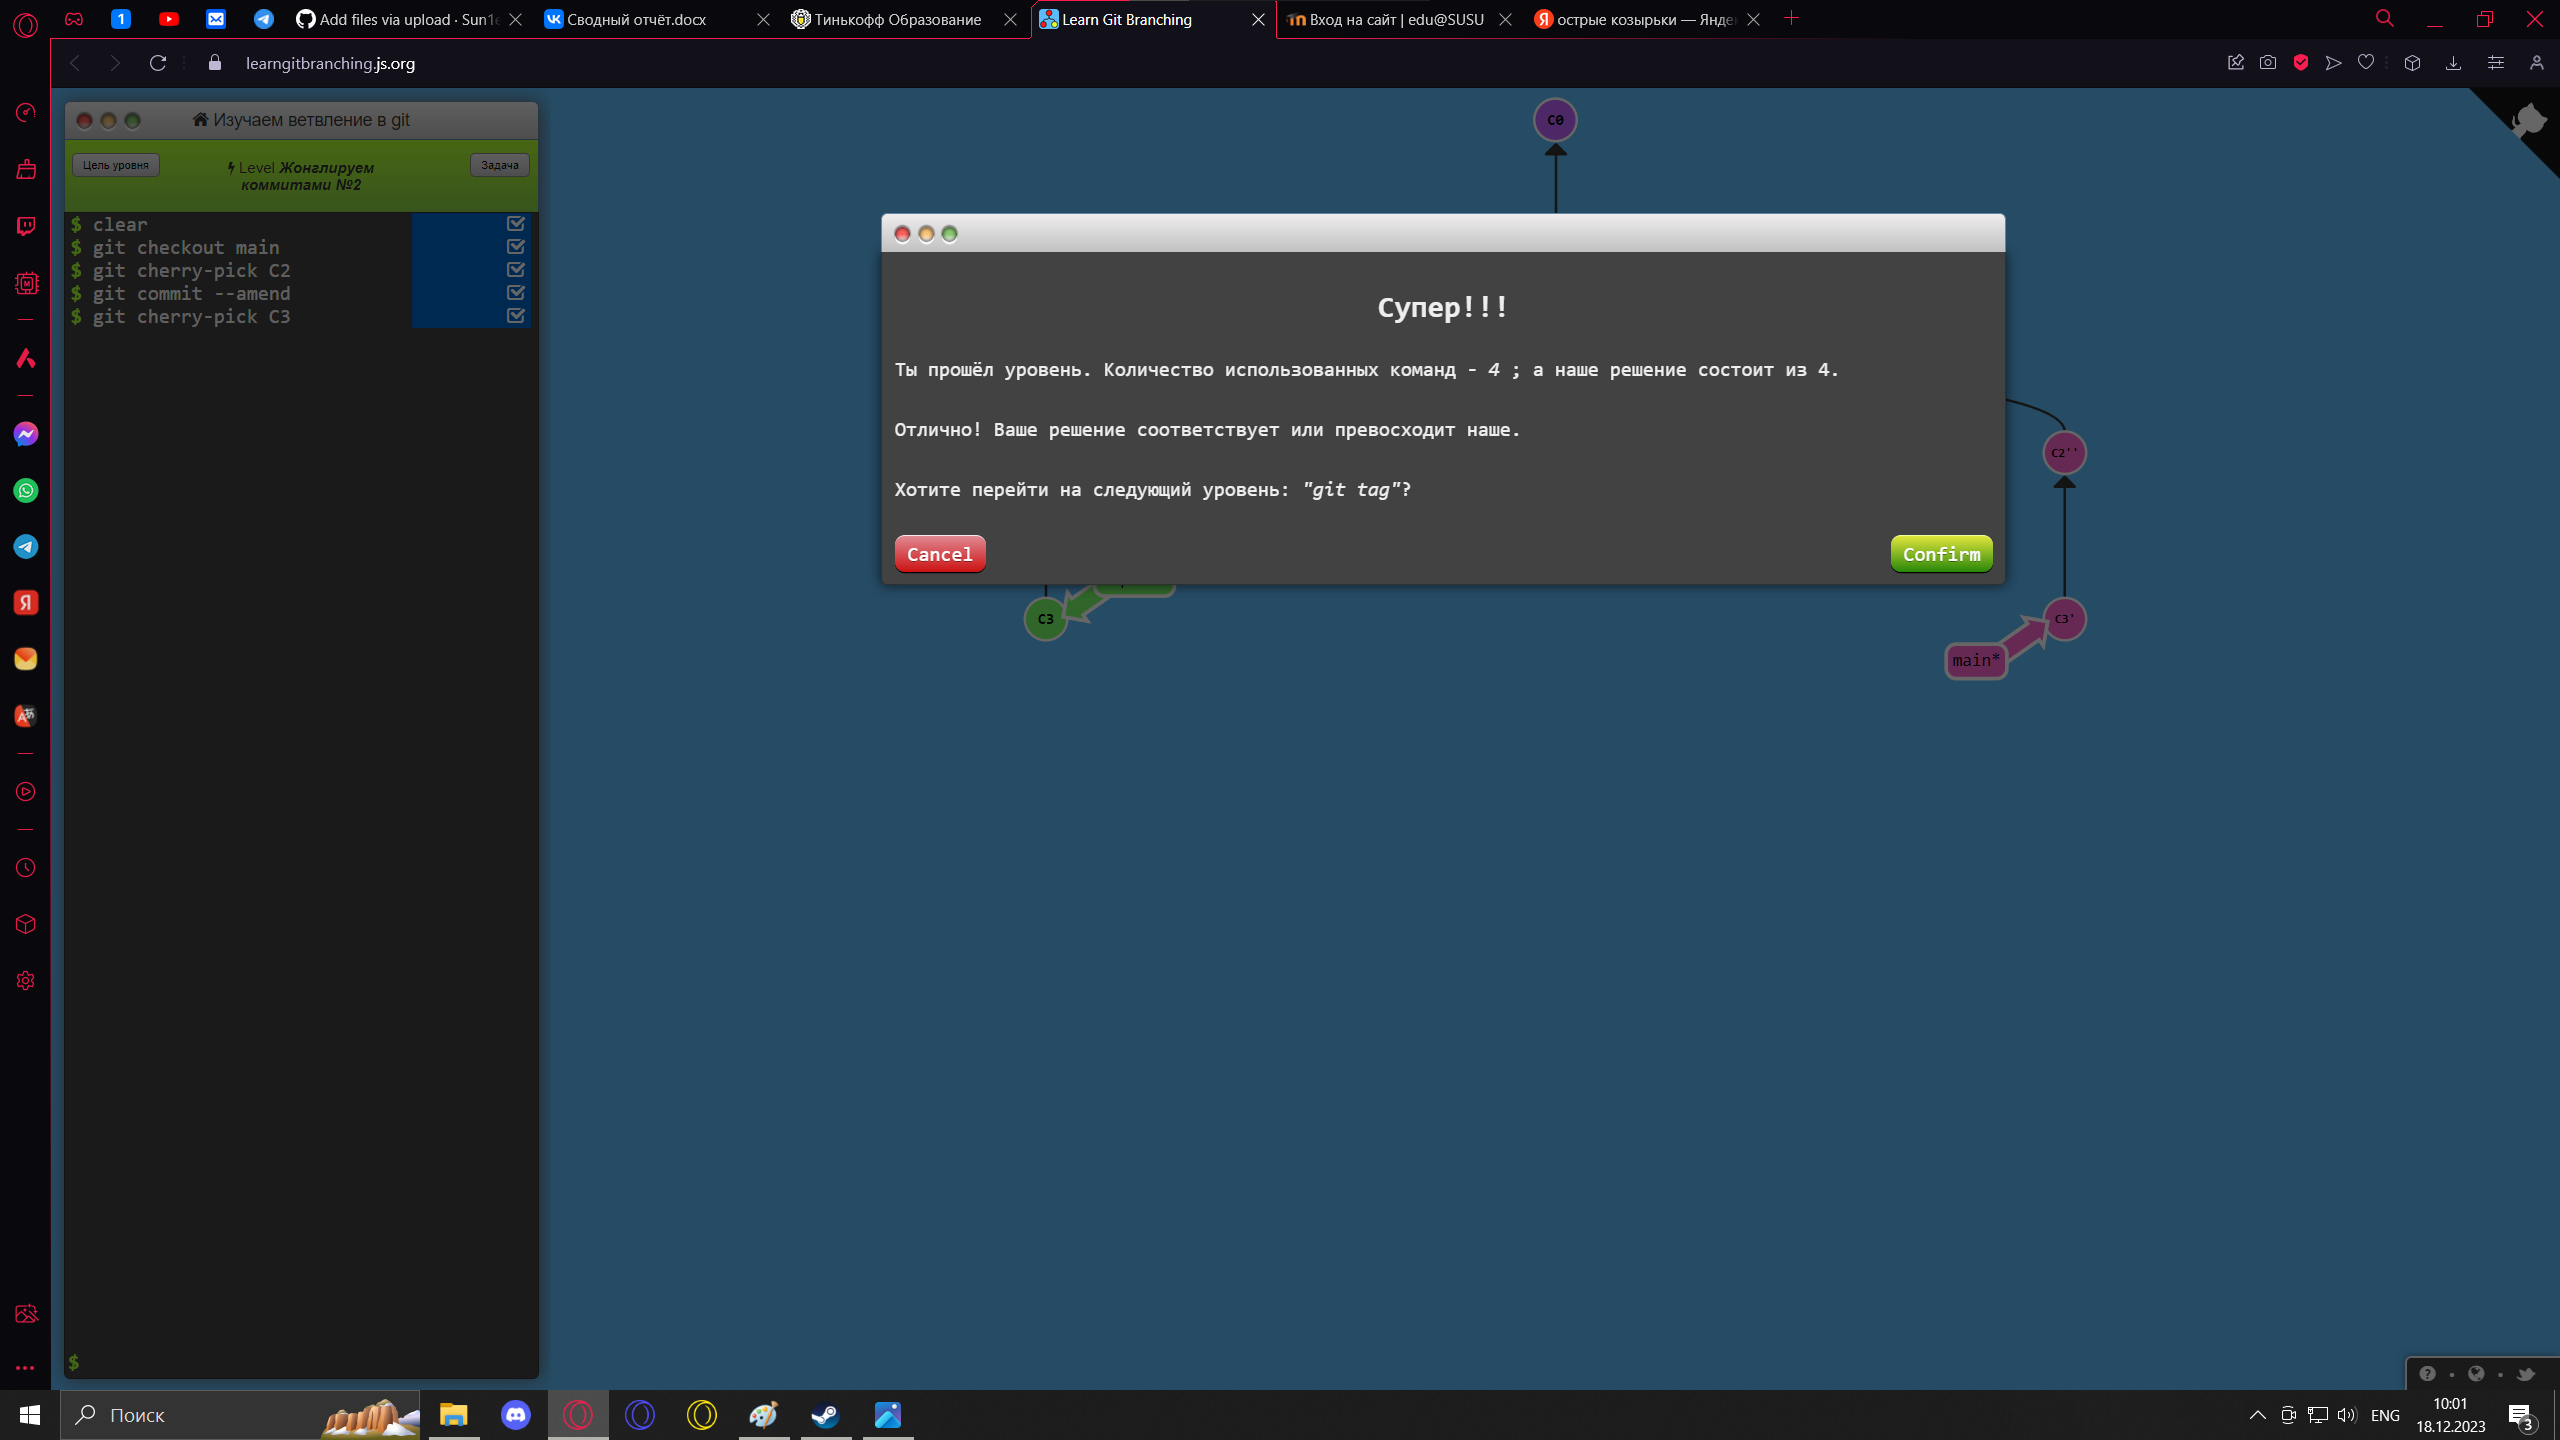 Add files via upload · Sun1
Сводный отчёт.docx
Тинькофф Образование
Learn Git Branching
Вход на сайт | edu@SUSU
острые козырьки — Янде
learngitbranching.js.org
Изучаем ветвление в git
Цель уровня
Level Жонглируем
коммитами №2
Задача
$ clear
$ git checkout main
$ git cherry-pick C2
$ git commit --amend
$ git cherry-pick C3
$
C0
Супер!!!
Ты прошёл уровень. Количество использованных команд - 4 ; а наше решение состоит из 4.
Отлично! Ваше решение соответствует или превосходит наше.
Хотите перейти на следующий уровень: "git tag"?
Cancel
Confirm
C2''
C3
C3'
main*
Поиск
ENG
10:01
18.12.2023
3